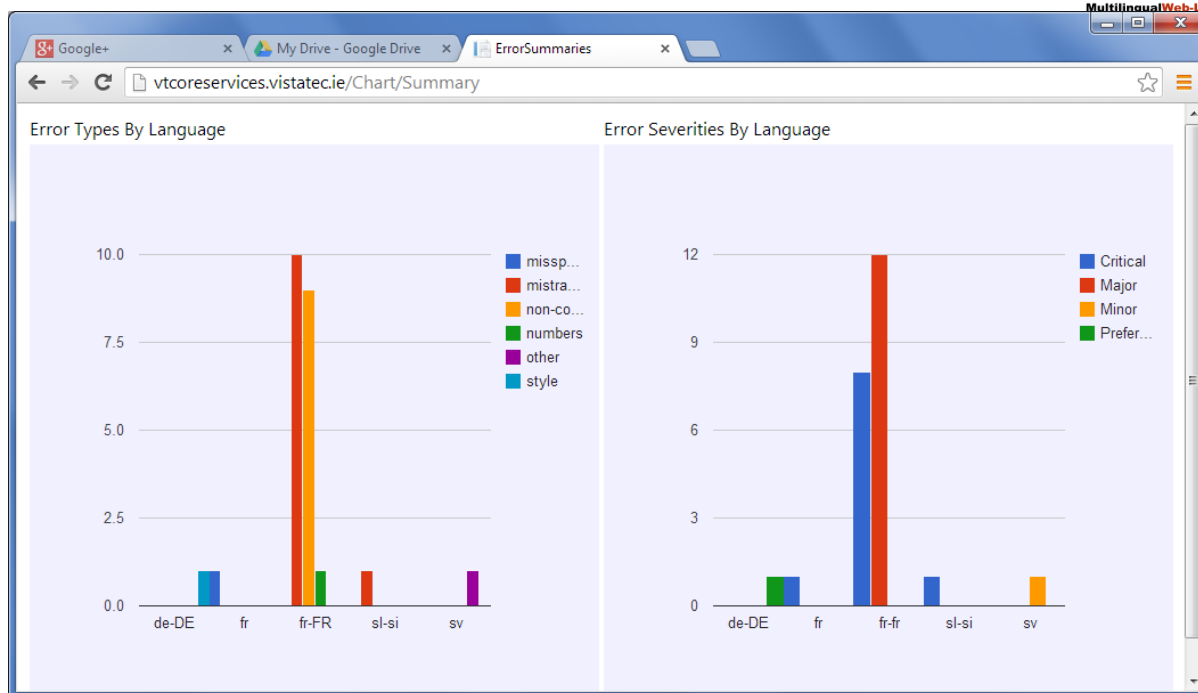 MultilingualWeb-L
Google+
My Drive - Google Drive
ErrorSummaries
vtcoreservices.vistatec.ie/Chart/Summary
Error Types By Language
10.0
7.5
5.0
2.5
0.0
de-DE fr fr-FR sl-si sv
missp...
mistra...
non-co...
numbers
other
style
Error Severities By Language
12
9
6
3
0
de-DE fr fr-fr sl-si sv
Critical
Major
Minor
Prefer...